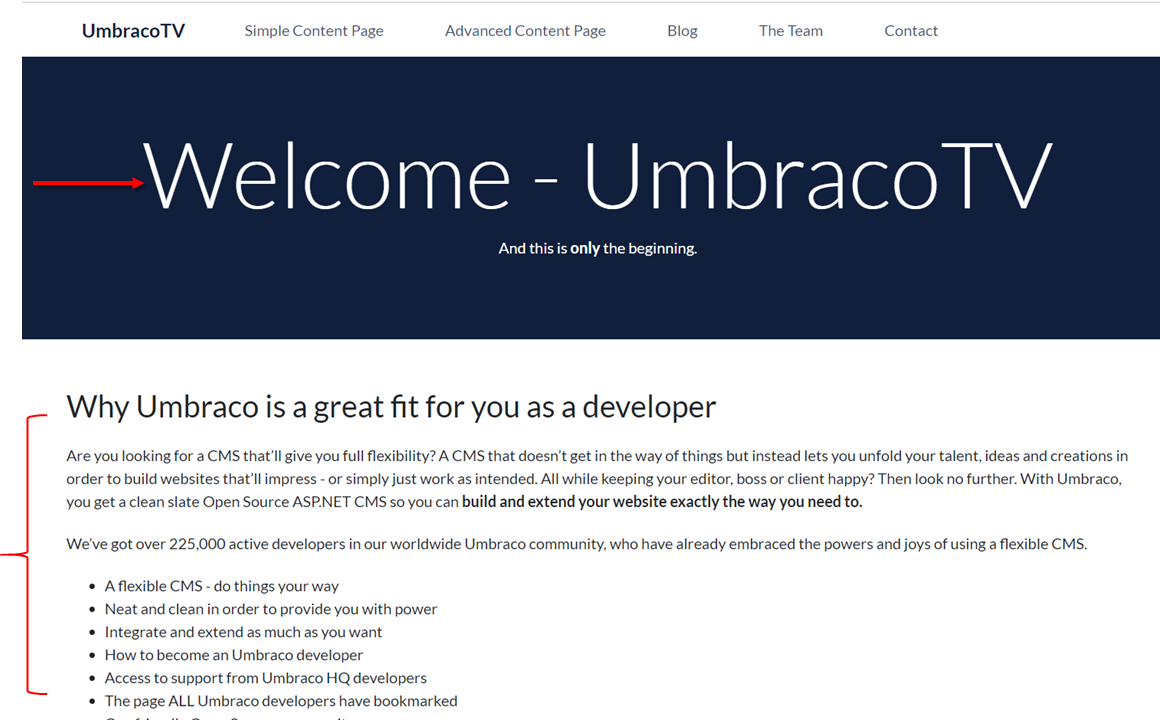 UmbracoTV Simple Content Page Advanced Content Page Blog The Team Contact
Welcome - UmbracoTV
And this is only the beginning.
Why Umbraco is a great fit for you as a developer
Are you looking for a CMS that’ll give you full flexibility? A CMS that doesn’t get in the way of things but instead lets you unfold your talent, ideas and creations in
order to build websites that’ll impress - or simply just work as intended. All while keeping your editor, boss or client happy? Then look no further. With Umbraco,
you get a clean slate Open Source ASP.NET CMS so you can build and extend your website exactly the way you need to.
We’ve got over 225,000 active developers in our worldwide Umbraco community, who have already embraced the powers and joys of using a flexible CMS.
• A flexible CMS - do things your way
• Neat and clean in order to provide you with power
• Integrate and extend as much as you want
• How to become an Umbraco developer
• Access to support from Umbraco HQ developers
• The page ALL Umbraco developers have bookmarked